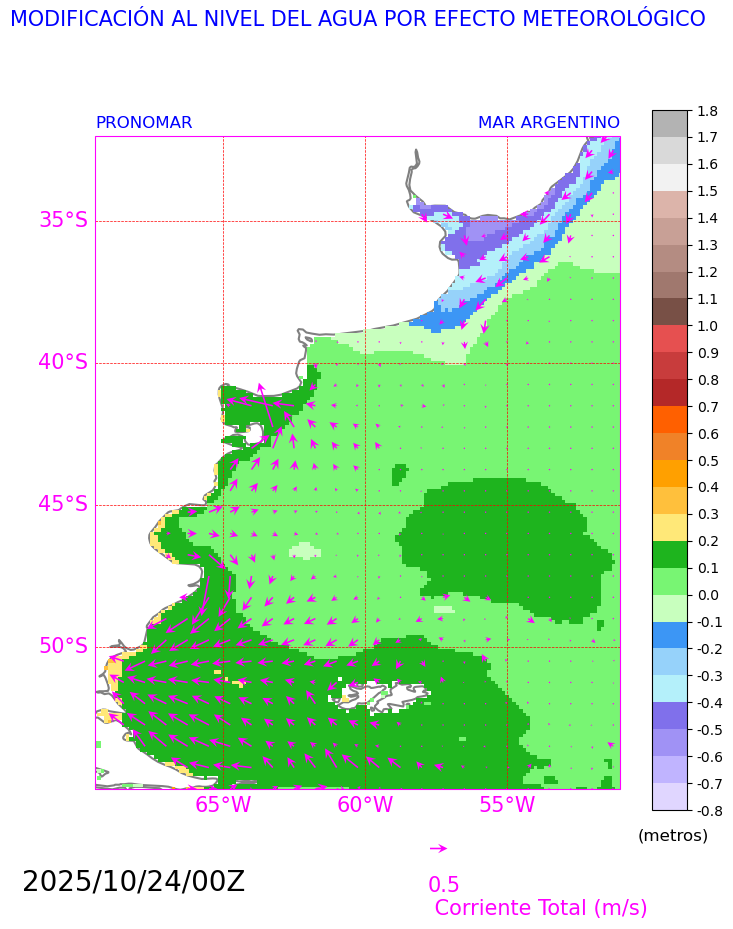 MODIFICACIÓN AL NIVEL DEL AGUA POR EFECTO METEOROLÓGICO
PRONOMAR MAR ARGENTINO
35°S
40°S
45°S
50°S
65°W 60°W 55°W
1.8
1.7
1.6
1.5
1.4
1.3
1.2
1.1
1.0
0.9
0.8
0.7
0.6
0.5
0.4
0.3
0.2
0.1
0.0
-0.1
-0.2
-0.3
-0.4
-0.5
-0.6
-0.7
-0.8
(metros)
2025/10/24/00Z
0.5
Corriente Total (m/s)